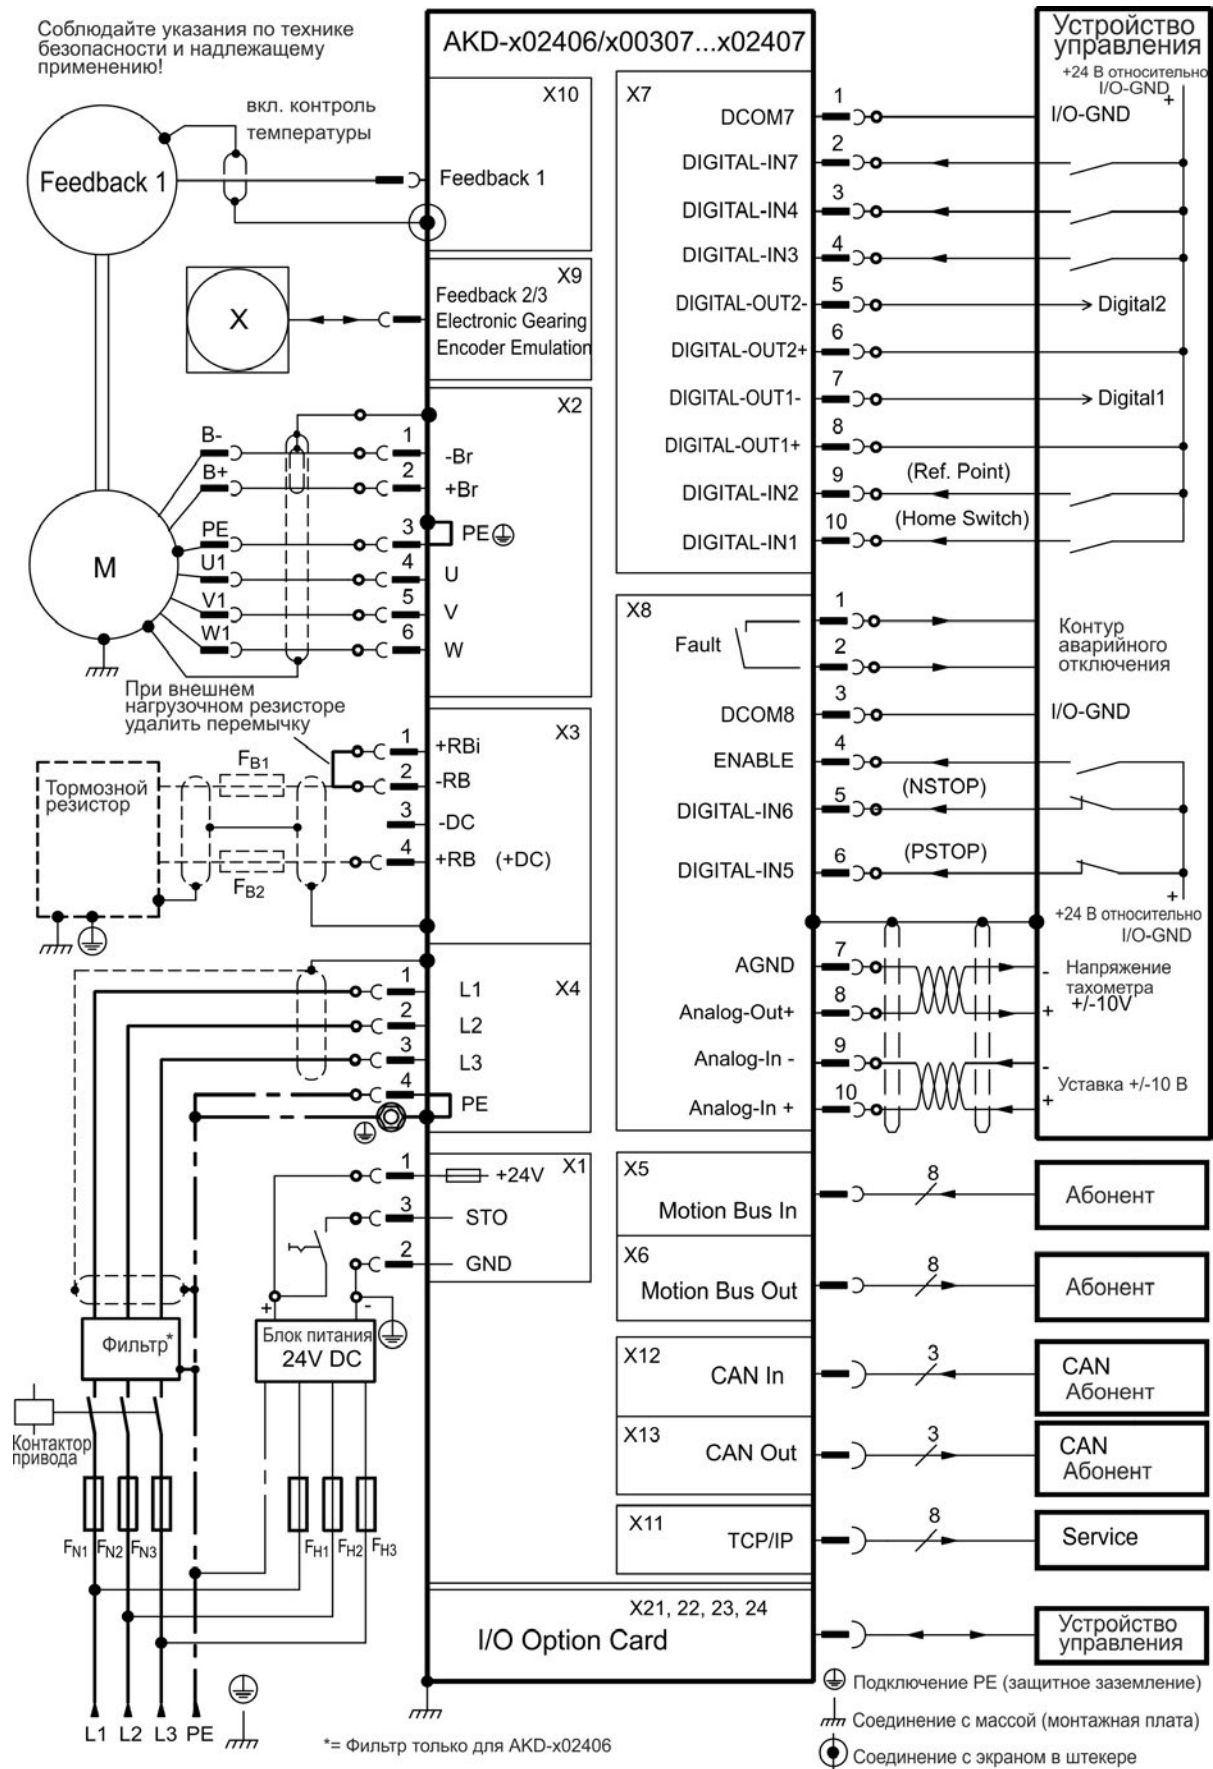 Соблюдайте указания по технике
безопасности и надлежащему
применению!
AKD-x02406/x00307...x02407
Устройство
управления
+24 В относительно
I/O-GND
+
вкл. контроль
температуры
Feedback 1
X10
Feedback 1
X
X9
Feedback 2/3
Electronic Gearing
Encoder Emulation
X2
B-
1
-Br
B+
2
+Br
PE
3
PE
U1
4
U
V1
5
V
W1
6
W
M
При внешнем
нагрузочном резисторе
удалить перемычку
X3
1
+RBi
2
-RB
3
-DC
4
+RB (+DC)
FB1
FB2
Тормозной
резистор
X4
1
L1
2
L2
3
L3
4
PE
X1
1
+24V
3
STO
2
GND
+
-
Блок питания
24V DC
Фильтр*
Контактор
привода
FN1
FN2
FN3
FH1
FH2
FH3
L1
L2
L3
PE
X7
DCOM7
1
I/O-GND
DIGITAL-IN7
2
DIGITAL-IN4
3
DIGITAL-IN3
4
DIGITAL-OUT2-
5
Digital2
DIGITAL-OUT2+
6
DIGITAL-OUT1-
7
Digital1
DIGITAL-OUT1+
8
DIGITAL-IN2
9
(Ref. Point)
DIGITAL-IN1
10
(Home Switch)
X8
Fault
1
2
Контур
аварийного
отключения
DCOM8
3
I/O-GND
ENABLE
4
DIGITAL-IN6
5
(NSTOP)
DIGITAL-IN5
6
(PSTOP)
+
+24 В относительно
I/O-GND
AGND
7
-
Напряжение
тахометра
+/-10V
Analog-Out+
8
+
Analog-In -
9
-
Уставка +/-10 В
Analog-In +
10
+
X5
Motion Bus In
8
Абонент
X6
Motion Bus Out
8
Абонент
X12
CAN In
3
CAN
Абонент
X13
CAN Out
3
CAN
Абонент
X11
TCP/IP
8
Service
X21, 22, 23, 24
I/O Option Card
Устройство
управления
Подключение PE (защитное заземление)
Соединение с массой (монтажная плата)
Соединение с экраном в штекере
*= Фильтр только для AKD-x02406